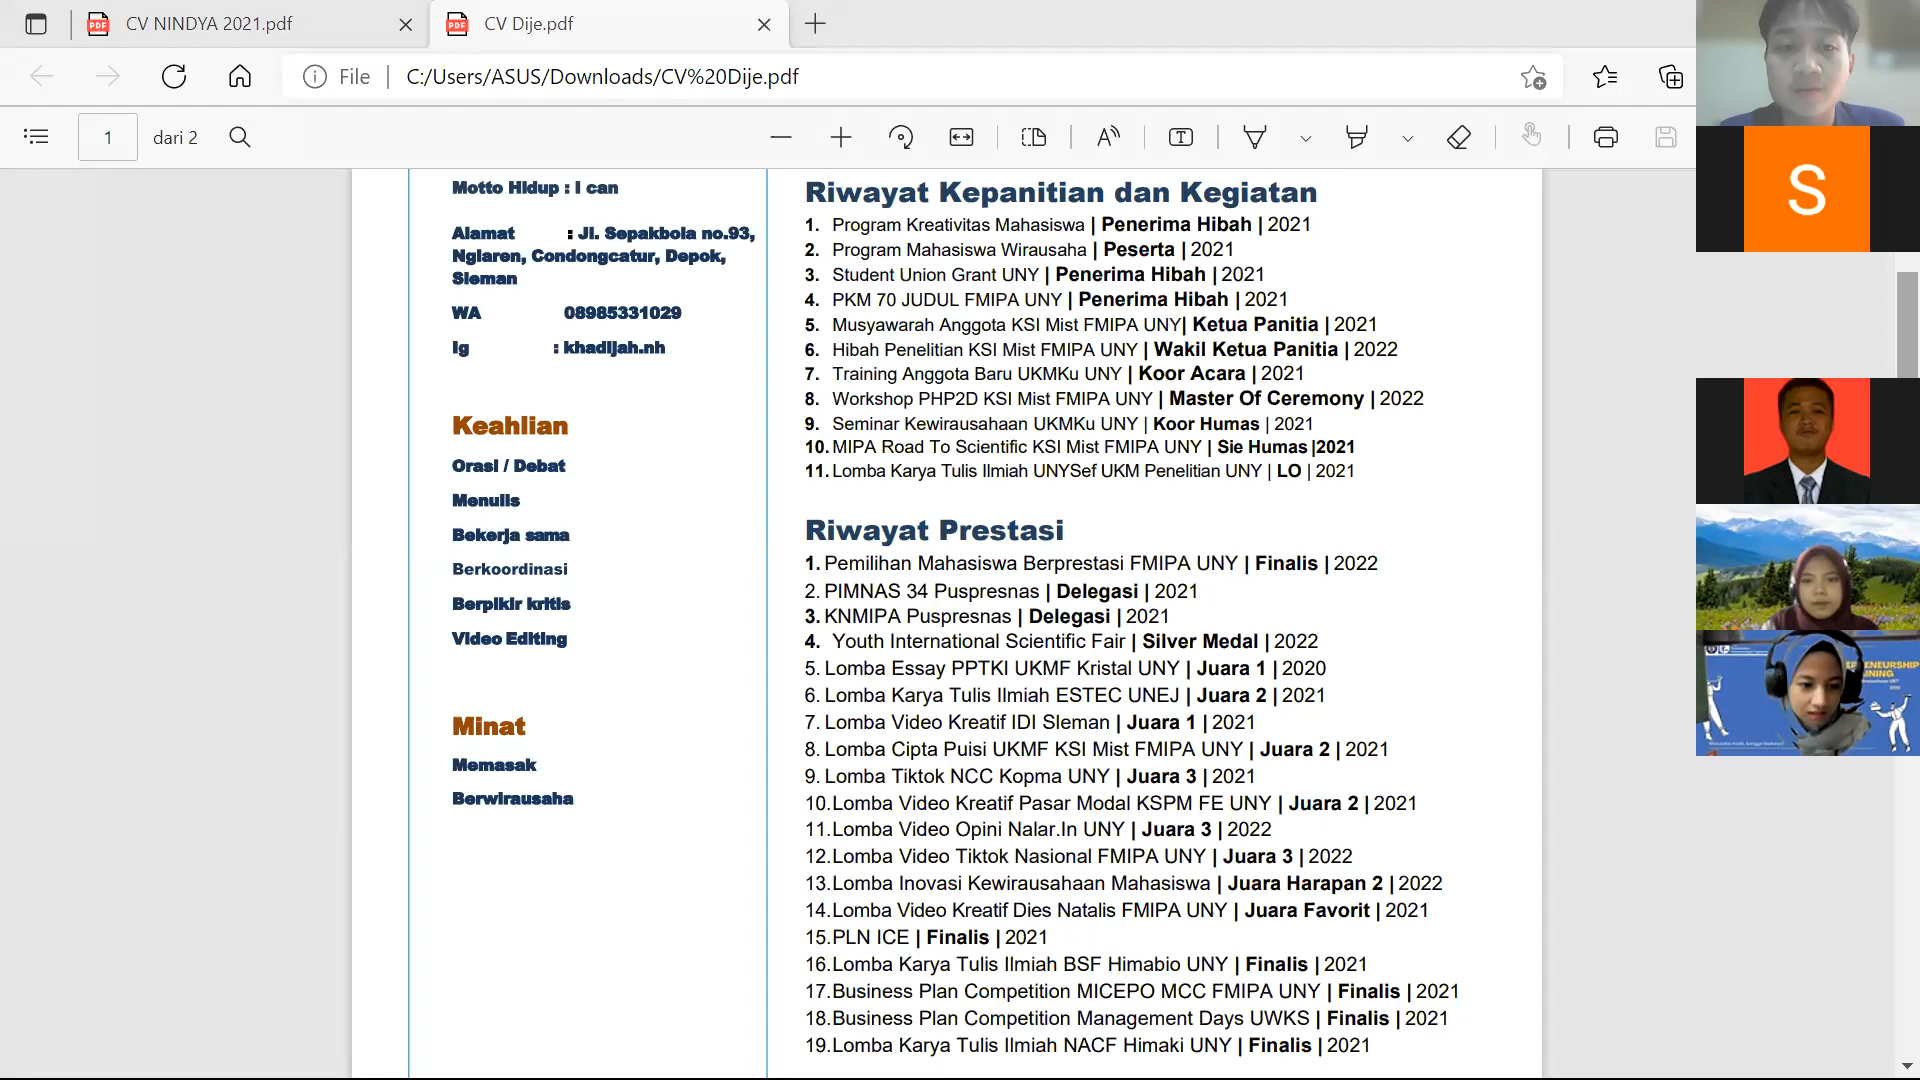 CV NINDYA 2021.pdf
CV Dije.pdf
File
C:/Users/ASUS/Downloads/CV%20Dije.pdf
1 dari 2
Motto Hidup : I can
Alamat : Jl. Sepakbola no.93,
Nglaren, Condongcatur, Depok,
Sleman
WA 08985331029
Ig : khadijah.nh
Keahlian
Orasi / Debat
Menulis
Bekerja sama
Berkoordinasi
Berpikir kritis
Video Editing
Minat
Memasak
Berwirausaha
Riwayat Kepanitian dan Kegiatan
1. Program Kreativitas Mahasiswa | Penerima Hibah | 2021
2. Program Mahasiswa Wirausaha | Peserta | 2021
3. Student Union Grant UNY | Penerima Hibah | 2021
4. PKM 70 JUDUL FMIPA UNY | Penerima Hibah | 2021
5. Musyawarah Anggota KSI Mist FMIPA UNY| Ketua Panitia | 2021
6. Hibah Penelitian KSI Mist FMIPA UNY | Wakil Ketua Panitia | 2022
7. Training Anggota Baru UKMKu UNY | Koor Acara | 2021
8. Workshop PHP2D KSI Mist FMIPA UNY | Master Of Ceremony | 2022
9. Seminar Kewirausahaan UKMKu UNY | Koor Humas | 2021
10. MIPA Road To Scientific KSI Mist FMIPA UNY | Sie Humas |2021
11. Lomba Karya Tulis Ilmiah UNYSef UKM Penelitian UNY | LO | 2021
Riwayat Prestasi
1. Pemilihan Mahasiswa Berprestasi FMIPA UNY | Finalis | 2022
2. PIMNAS 34 Puspresnas | Delegasi | 2021
3. KNMIPA Puspresnas | Delegasi | 2021
4. Youth International Scientific Fair | Silver Medal | 2022
5. Lomba Essay PPTKI UKMF Kristal UNY | Juara 1 | 2020
6. Lomba Karya Tulis Ilmiah ESTEC UNEJ | Juara 2 | 2021
7. Lomba Video Kreatif IDI Sleman | Juara 1 | 2021
8. Lomba Cipta Puisi UKMF KSI Mist FMIPA UNY | Juara 2 | 2021
9. Lomba Tiktok NCC Kopma UNY | Juara 3 | 2021
10. Lomba Video Kreatif Pasar Modal KSPM FE UNY | Juara 2 | 2021
11. Lomba Video Opini Nalar.In UNY | Juara 3 | 2022
12. Lomba Video Tiktok Nasional FMIPA UNY | Juara 3 | 2022
13. Lomba Inovasi Kewirausahaan Mahasiswa | Juara Harapan 2 | 2022
14. Lomba Video Kreatif Dies Natalis FMIPA UNY | Juara Favorit | 2021
15. PLN ICE | Finalis | 2021
16. Lomba Karya Tulis Ilmiah BSF Himabio UNY | Finalis | 2021
17. Business Plan Competition MICEPO MCC FMIPA UNY | Finalis | 2021
18. Business Plan Competition Management Days UWKS | Finalis | 2021
19. Lomba Karya Tulis Ilmiah NACF Himaki UNY | Finalis | 2021
S